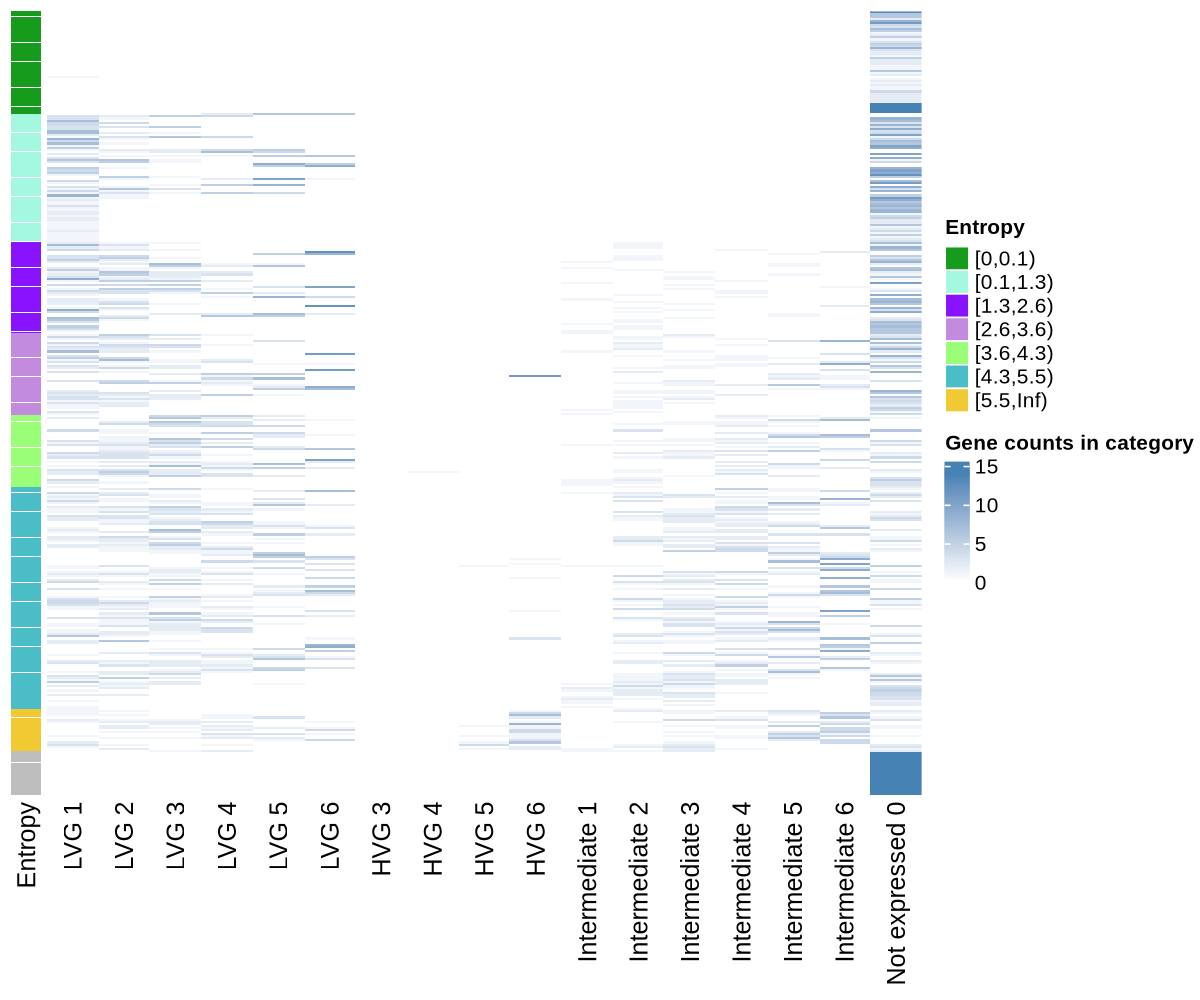 Entropy
[0,0.1)
[0.1,1.3)
[1.3,2.6)
[2.6,3.6)
[3.6,4.3)
[4.3,5.5)
[5.5,Inf)
Gene counts in category
15
10
5
0
Entropy
LVG 1
LVG 2
LVG 3
LVG 4
LVG 5
LVG 6
HVG 3
HVG 4
HVG 5
HVG 6
Intermediate 1
Intermediate 2
Intermediate 3
Intermediate 4
Intermediate 5
Intermediate 6
Not expressed 0